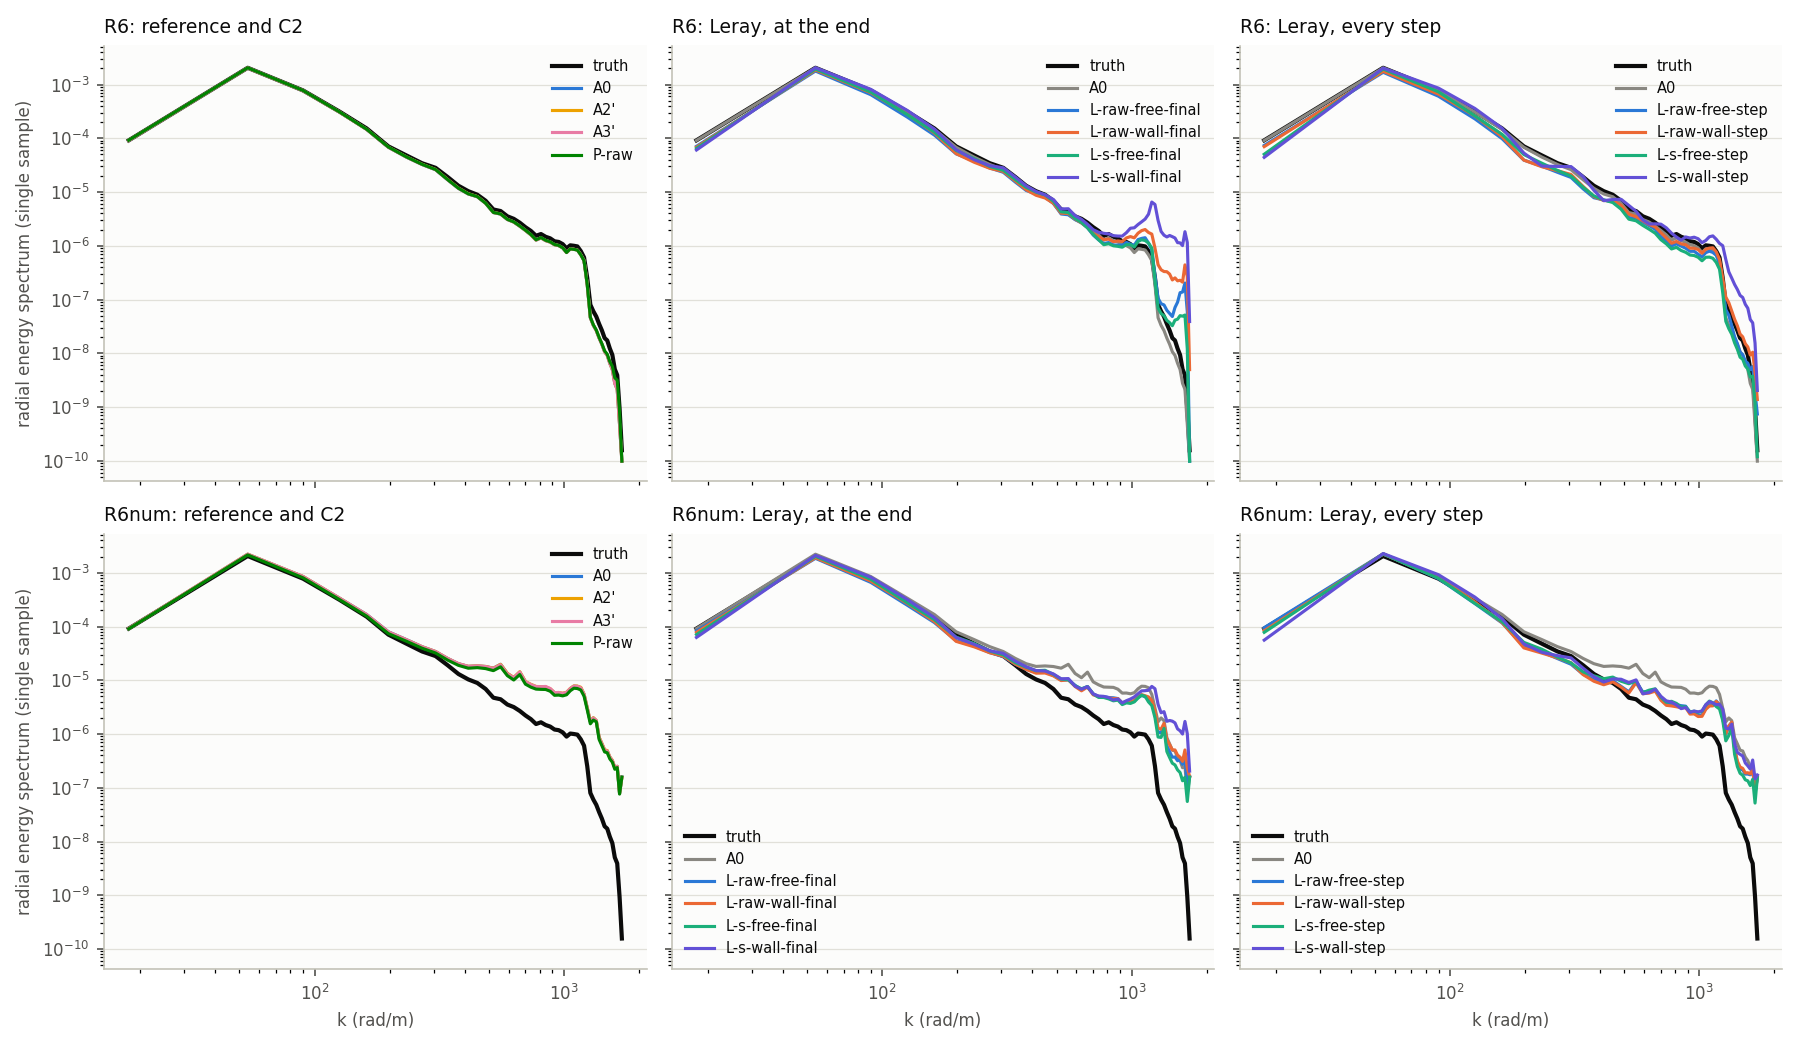 R6: reference and C2
R6: Leray, at the end
R6: Leray, every step
radial energy spectrum (single sample)
10⁻³
10⁻⁴
10⁻⁵
10⁻⁶
10⁻⁷
10⁻⁸
10⁻⁹
10⁻¹⁰
truth
A0
A2'
A3'
P-raw
truth
A0
L-raw-free-final
L-raw-wall-final
L-s-free-final
L-s-wall-final
truth
A0
L-raw-free-step
L-raw-wall-step
L-s-free-step
L-s-wall-step
R6num: reference and C2
R6num: Leray, at the end
R6num: Leray, every step
radial energy spectrum (single sample)
10⁻³
10⁻⁴
10⁻⁵
10⁻⁶
10⁻⁷
10⁻⁸
10⁻⁹
10⁻¹⁰
truth
A0
A2'
A3'
P-raw
truth
A0
L-raw-free-final
L-raw-wall-final
L-s-free-final
L-s-wall-final
truth
A0
L-raw-free-step
L-raw-wall-step
L-s-free-step
L-s-wall-step
10² 10³
10² 10³
10² 10³
k (rad/m)
k (rad/m)
k (rad/m)